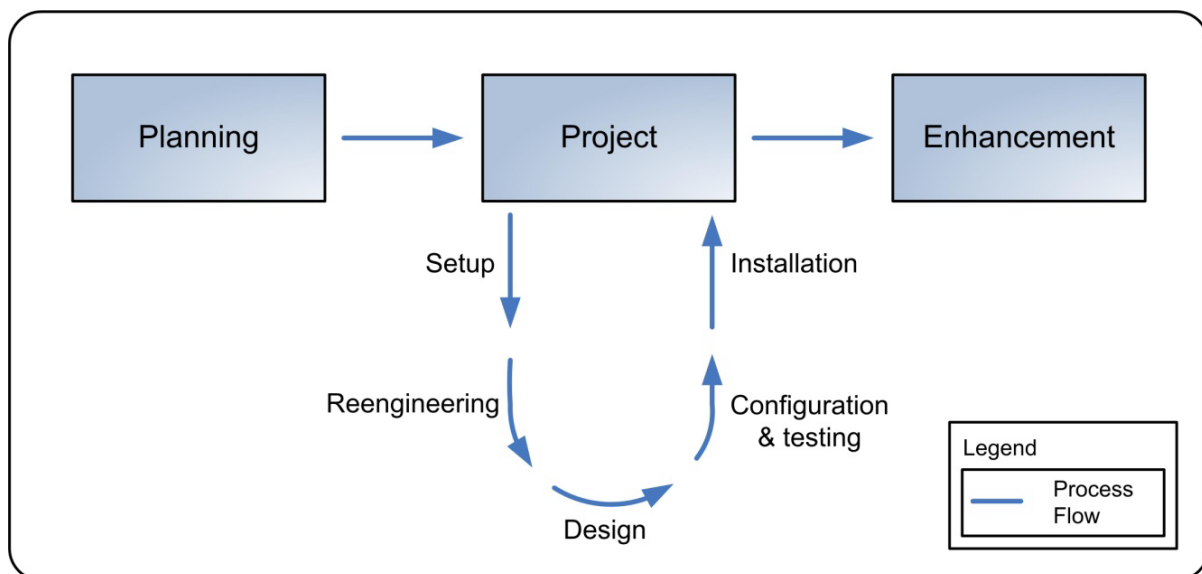 Planning
Project
Enhancement
Setup
Installation
Reengineering
Configuration
& testing
Design
Legend
Process
Flow